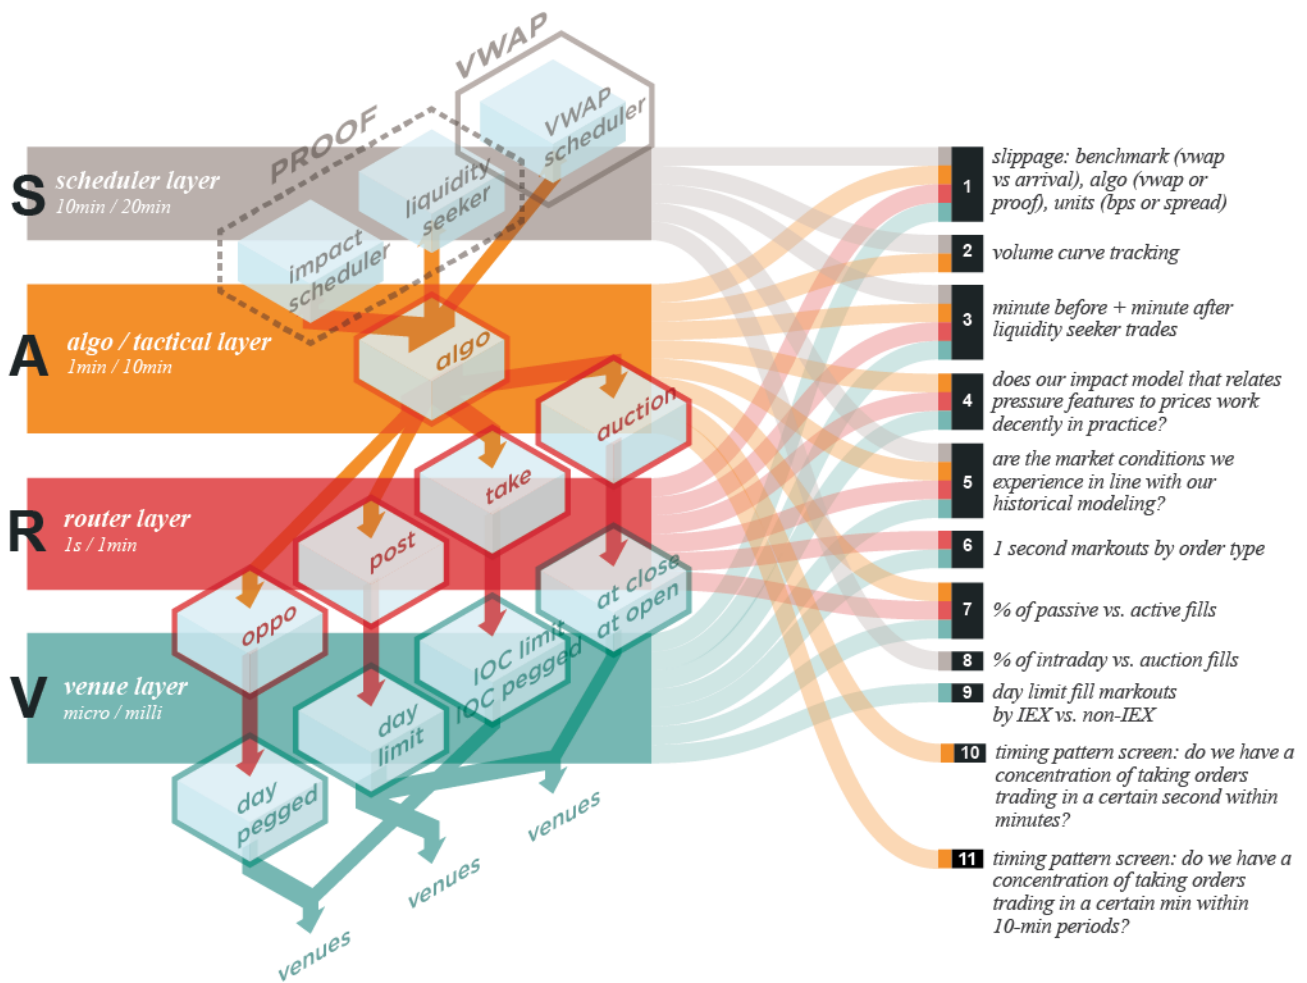 VWAP
VWAP
scheduler
PROOF
liquidity
seeker
impact
scheduler
S
scheduler layer
10min / 20min
A
algo / tactical layer
1min / 10min
algo
auction
take
post
oppo
R
router layer
1s / 1min
at close
at open
IOC limit
IOC pegged
day
limit
day
pegged
V
venue layer
micro / milli
venues
venues
venues
1
slippage: benchmark (vwap
vs arrival), algo (vwap or
proof), units (bps or spread)
2
volume curve tracking
3
minute before + minute after
liquidity seeker trades
4
does our impact model that relates
pressure features to prices work
decently in practice?
5
are the market conditions we
experience in line with our
historical modeling?
6
1 second markouts by order type
7
% of passive vs. active fills
8
% of intraday vs. auction fills
9
day limit fill markouts
by IEX vs. non-IEX
10
timing pattern screen: do we have a
concentration of taking orders
trading in a certain second within
minutes?
11
timing pattern screen: do we have a
concentration of taking orders
trading in a certain min within
10-min periods?